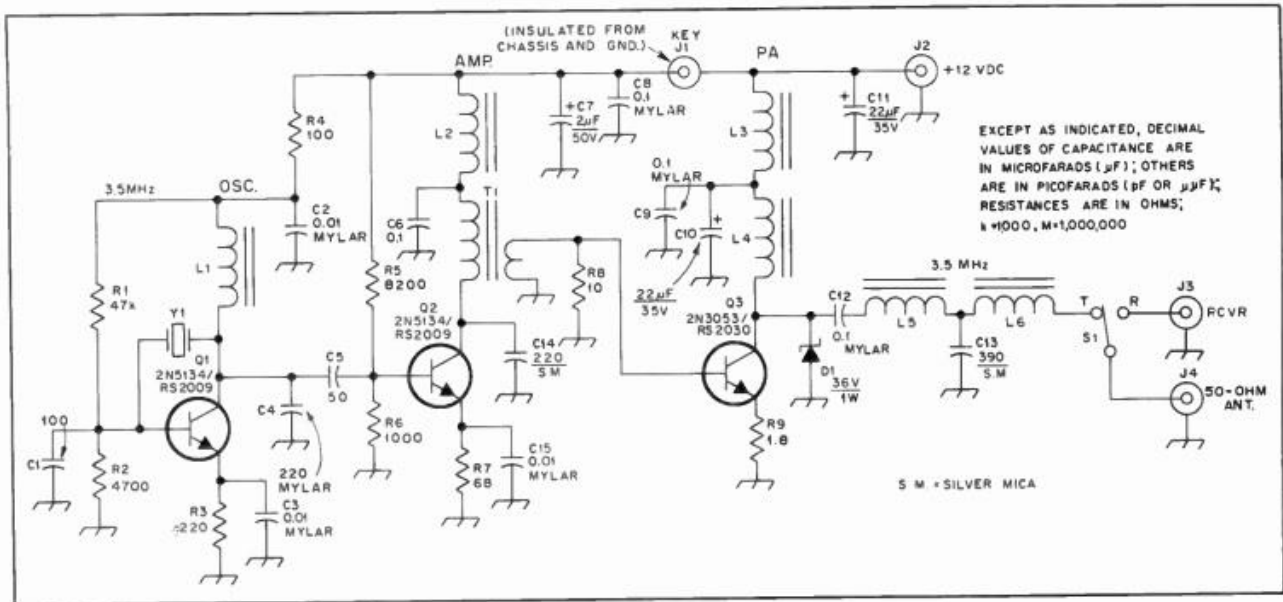 (INSULATED FROM
CHASSIS AND GND.)
KEY
J1
AMP.
PA
J2
+12 VDC
C8
0.1
MYLAR
+
C7
2μF
50V
+
C11
22μF
35V
R4
100
L2
L3
EXCEPT AS INDICATED, DECIMAL
VALUES OF CAPACITANCE ARE
IN MICROFARADS (μF); OTHERS
ARE IN PICOFARADS (pF OR μμF);
RESISTANCES ARE IN OHMS;
k=1000, M=1,000,000
3.5MHz
OSC.
C2
0.01
MYLAR
T1
C6
0.1
0.1
MYLAR
C9
C10
+
22μF
35V
L4
L1
R1
47k
Y1
R5
8200
R8
10
Q1
2N5134/
RS2009
Q2
2N5134/
RS2009
C5
50
C14
220
S.M.
Q3
2N3053/
RS2030
C12
0.1
MYLAR
3.5 MHz
L5
L6
T
R
S1
J3
RCVR
C13
390
S.M
D1
36V
1W
J4
50-OHM
ANT.
100
C1
R2
4700
C4
220
MYLAR
R6
1000
R7
68
C15
0.01
MYLAR
R9
1.8
R3
220
C3
0.01
MYLAR
S M. = SILVER MICA